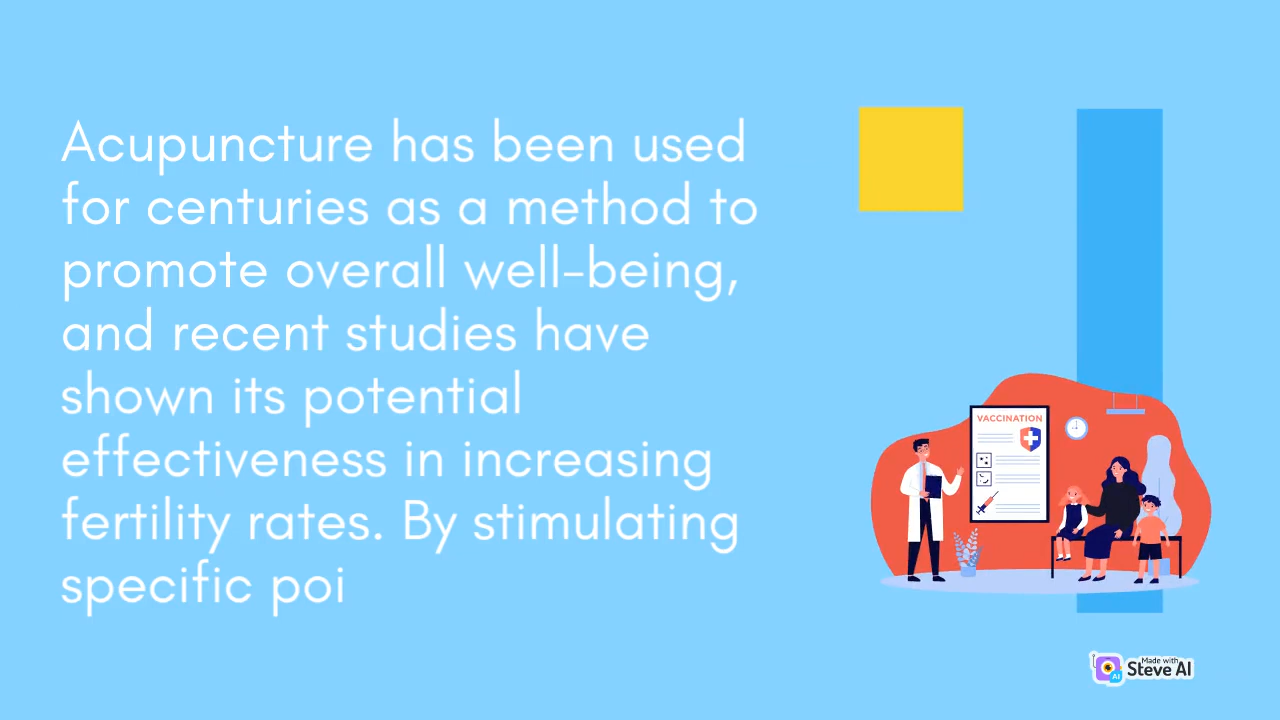 Acupuncture has been used
for centuries as a method to
promote overall well-being,
and recent studies have
shown its potential
effectiveness in increasing
fertility rates. By stimulating
specific poi
VACCINATION
Made with
Steve AI
AI